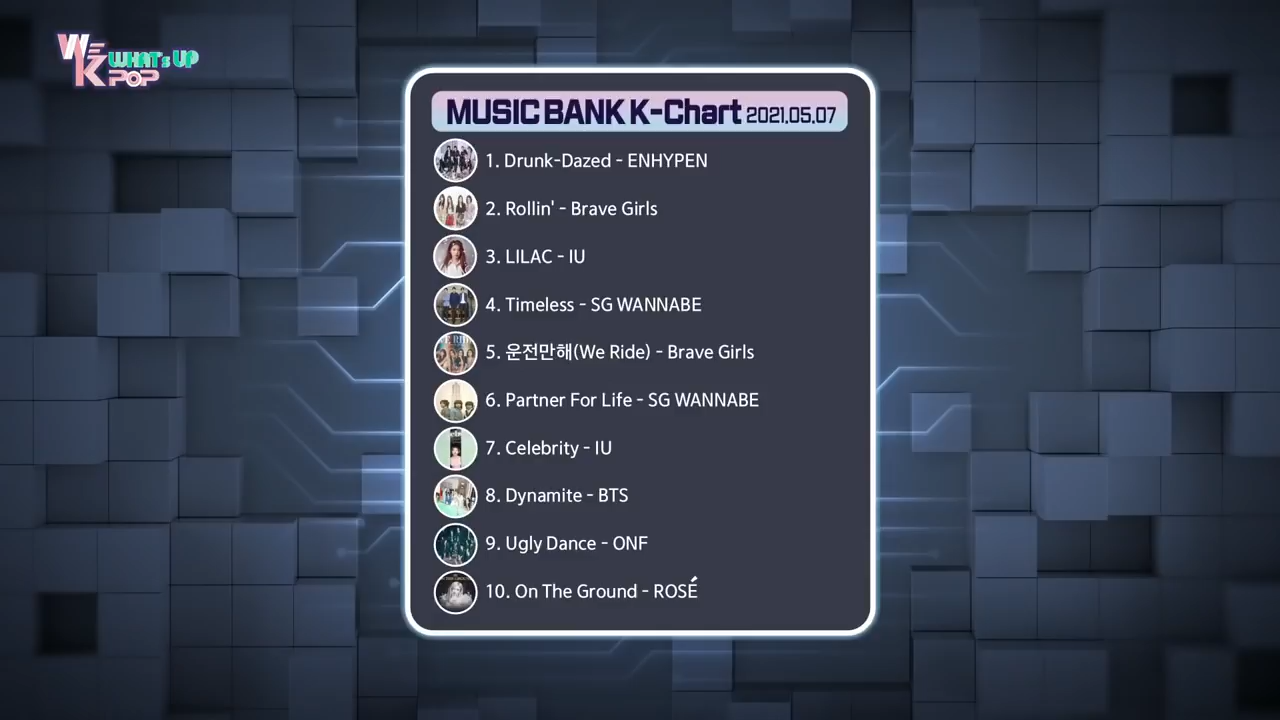 WE K WHAT's UP
POP
MUSIC BANK K-Chart 2021.05.07
1. Drunk-Dazed - ENHYPEN
2. Rollin' - Brave Girls
3. LILAC - IU
4. Timeless - SG WANNABE
5. 운전만해(We Ride) - Brave Girls
6. Partner For Life - SG WANNABE
7. Celebrity - IU
8. Dynamite - BTS
9. Ugly Dance - ONF
10. On The Ground - ROSÉ